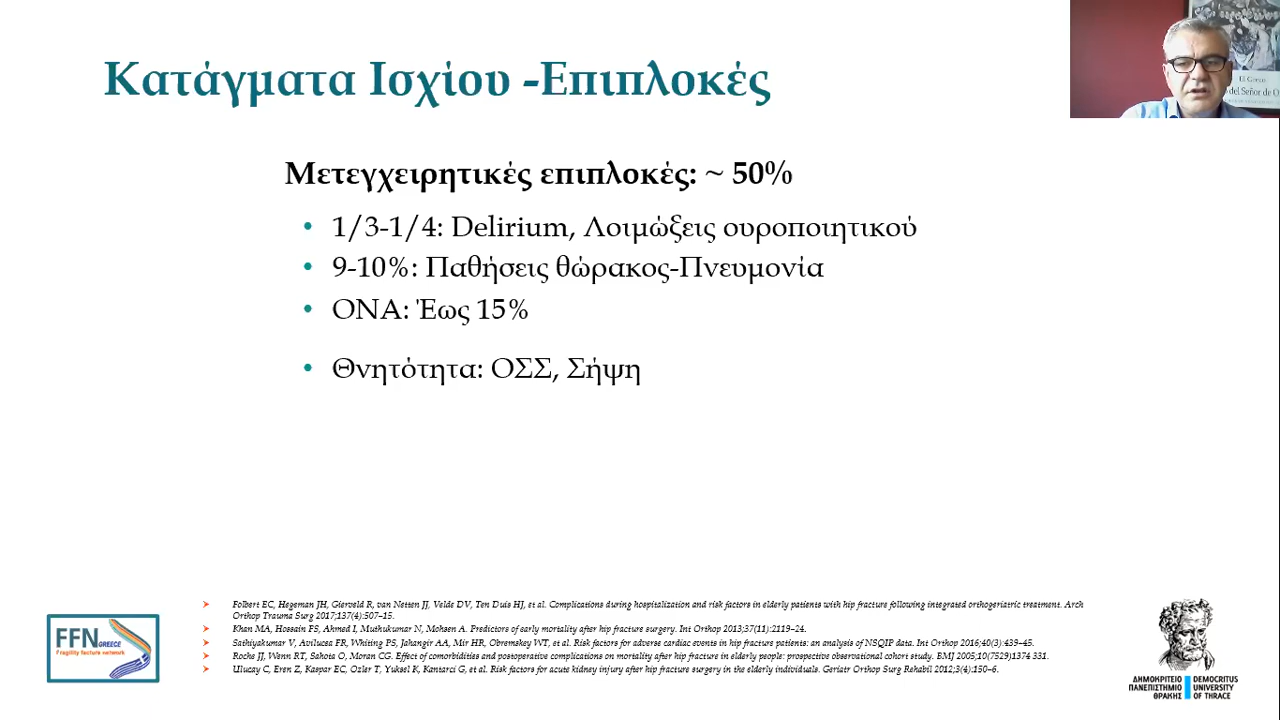 Κατάγματα Ισχίου -Επιπλοκές
El Greco
del Señor de O
Μετεγχειρητικές επιπλοκές: ~ 50%
• 1/3-1/4: Delirium, Λοιμώξεις ουροποιητικού
• 9-10%: Παθήσεις θώρακος-Πνευμονία
• ΟΝΑ: Έως 15%
• Θνητότητα: ΟΣΣ, Σήψη
➤ Folbert EC, Hegeman JH, Gierveld R, van Netten JJ, Velde DV, Ten Duis HJ, et al. Complications during hospitalization and risk factors in elderly patients with hip fracture following integrated orthogeriatric treatment. Arch
Orthop Trauma Surg 2017;137(4):507–15.
➤ Khan MA, Hossain FS, Ahmed I, Muthukumar N, Mohsen A. Predictors of early mortality after hip fracture surgery. Int Orthop 2013;37(11):2119–24.
➤ Sathiyakumar V, Avilucea FR, Whiting PS, Jahangir AA, Mir HR, Obremskey WT, et al. Risk factors for adverse cardiac events in hip fracture patients: an analysis of NSQIP data. Int Orthop 2016;40(3):439–45.
➤ Roche JJ, Wenn RT, Sahota O, Moran CG. Effect of comorbidities and postoperative complications on mortality after hip fracture in elderly people: prospective observational cohort study. BMJ 2005;10(7529)1374 331.
➤ Ulucay C, Eren Z, Kaspar EC, Ozler T, Yuksel K, Kantarci G, et al. Risk factors for acute kidney injury after hip fracture surgery in the elderly individuals. Geriatr Orthop Surg Rehabil 2012;3(4):150–6.
FFN GREECE
Fragility facture network
ΔΗΜΟΚΡΙΤΕΙΟ
ΠΑΝΕΠΙΣΤΗΜΙΟ
ΘΡΑΚΗΣ
DEMOCRITUS
UNIVERSITY
OF THRACE